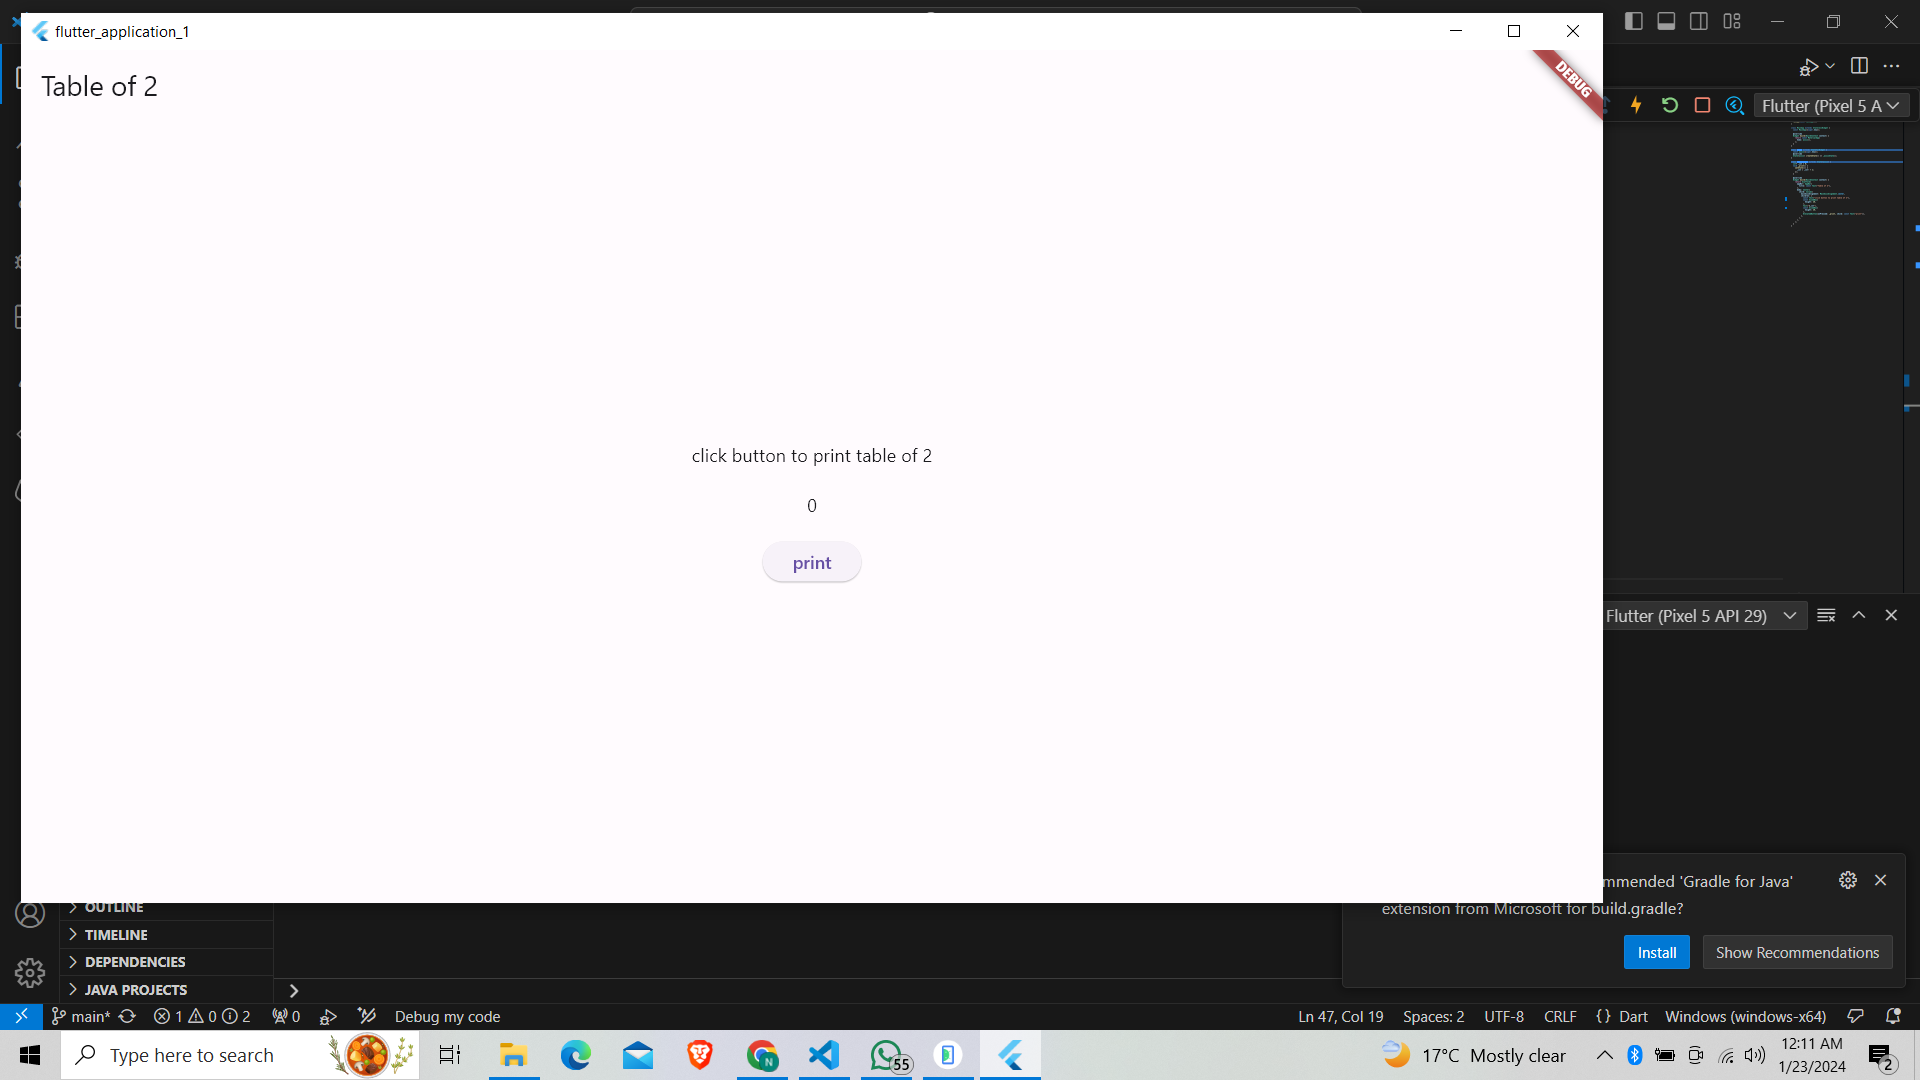 flutter_application_1
Table of 2
DEBUG
Flutter (Pixel 5 A
click button to print table of 2
0
print
Flutter (Pixel 5 API 29)
mmended 'Gradle for Java'
extension from Microsoft for build.gradle?
Install
Show Recommendations
OUTLINE
TIMELINE
DEPENDENCIES
JAVA PROJECTS
main*
1
0
2
0
Debug my code
Ln 47, Col 19
Spaces: 2
UTF-8
CRLF
{ } Dart
Windows (windows-x64)
Type here to search
N
55
17°C Mostly clear
12:11 AM
1/23/2024
2